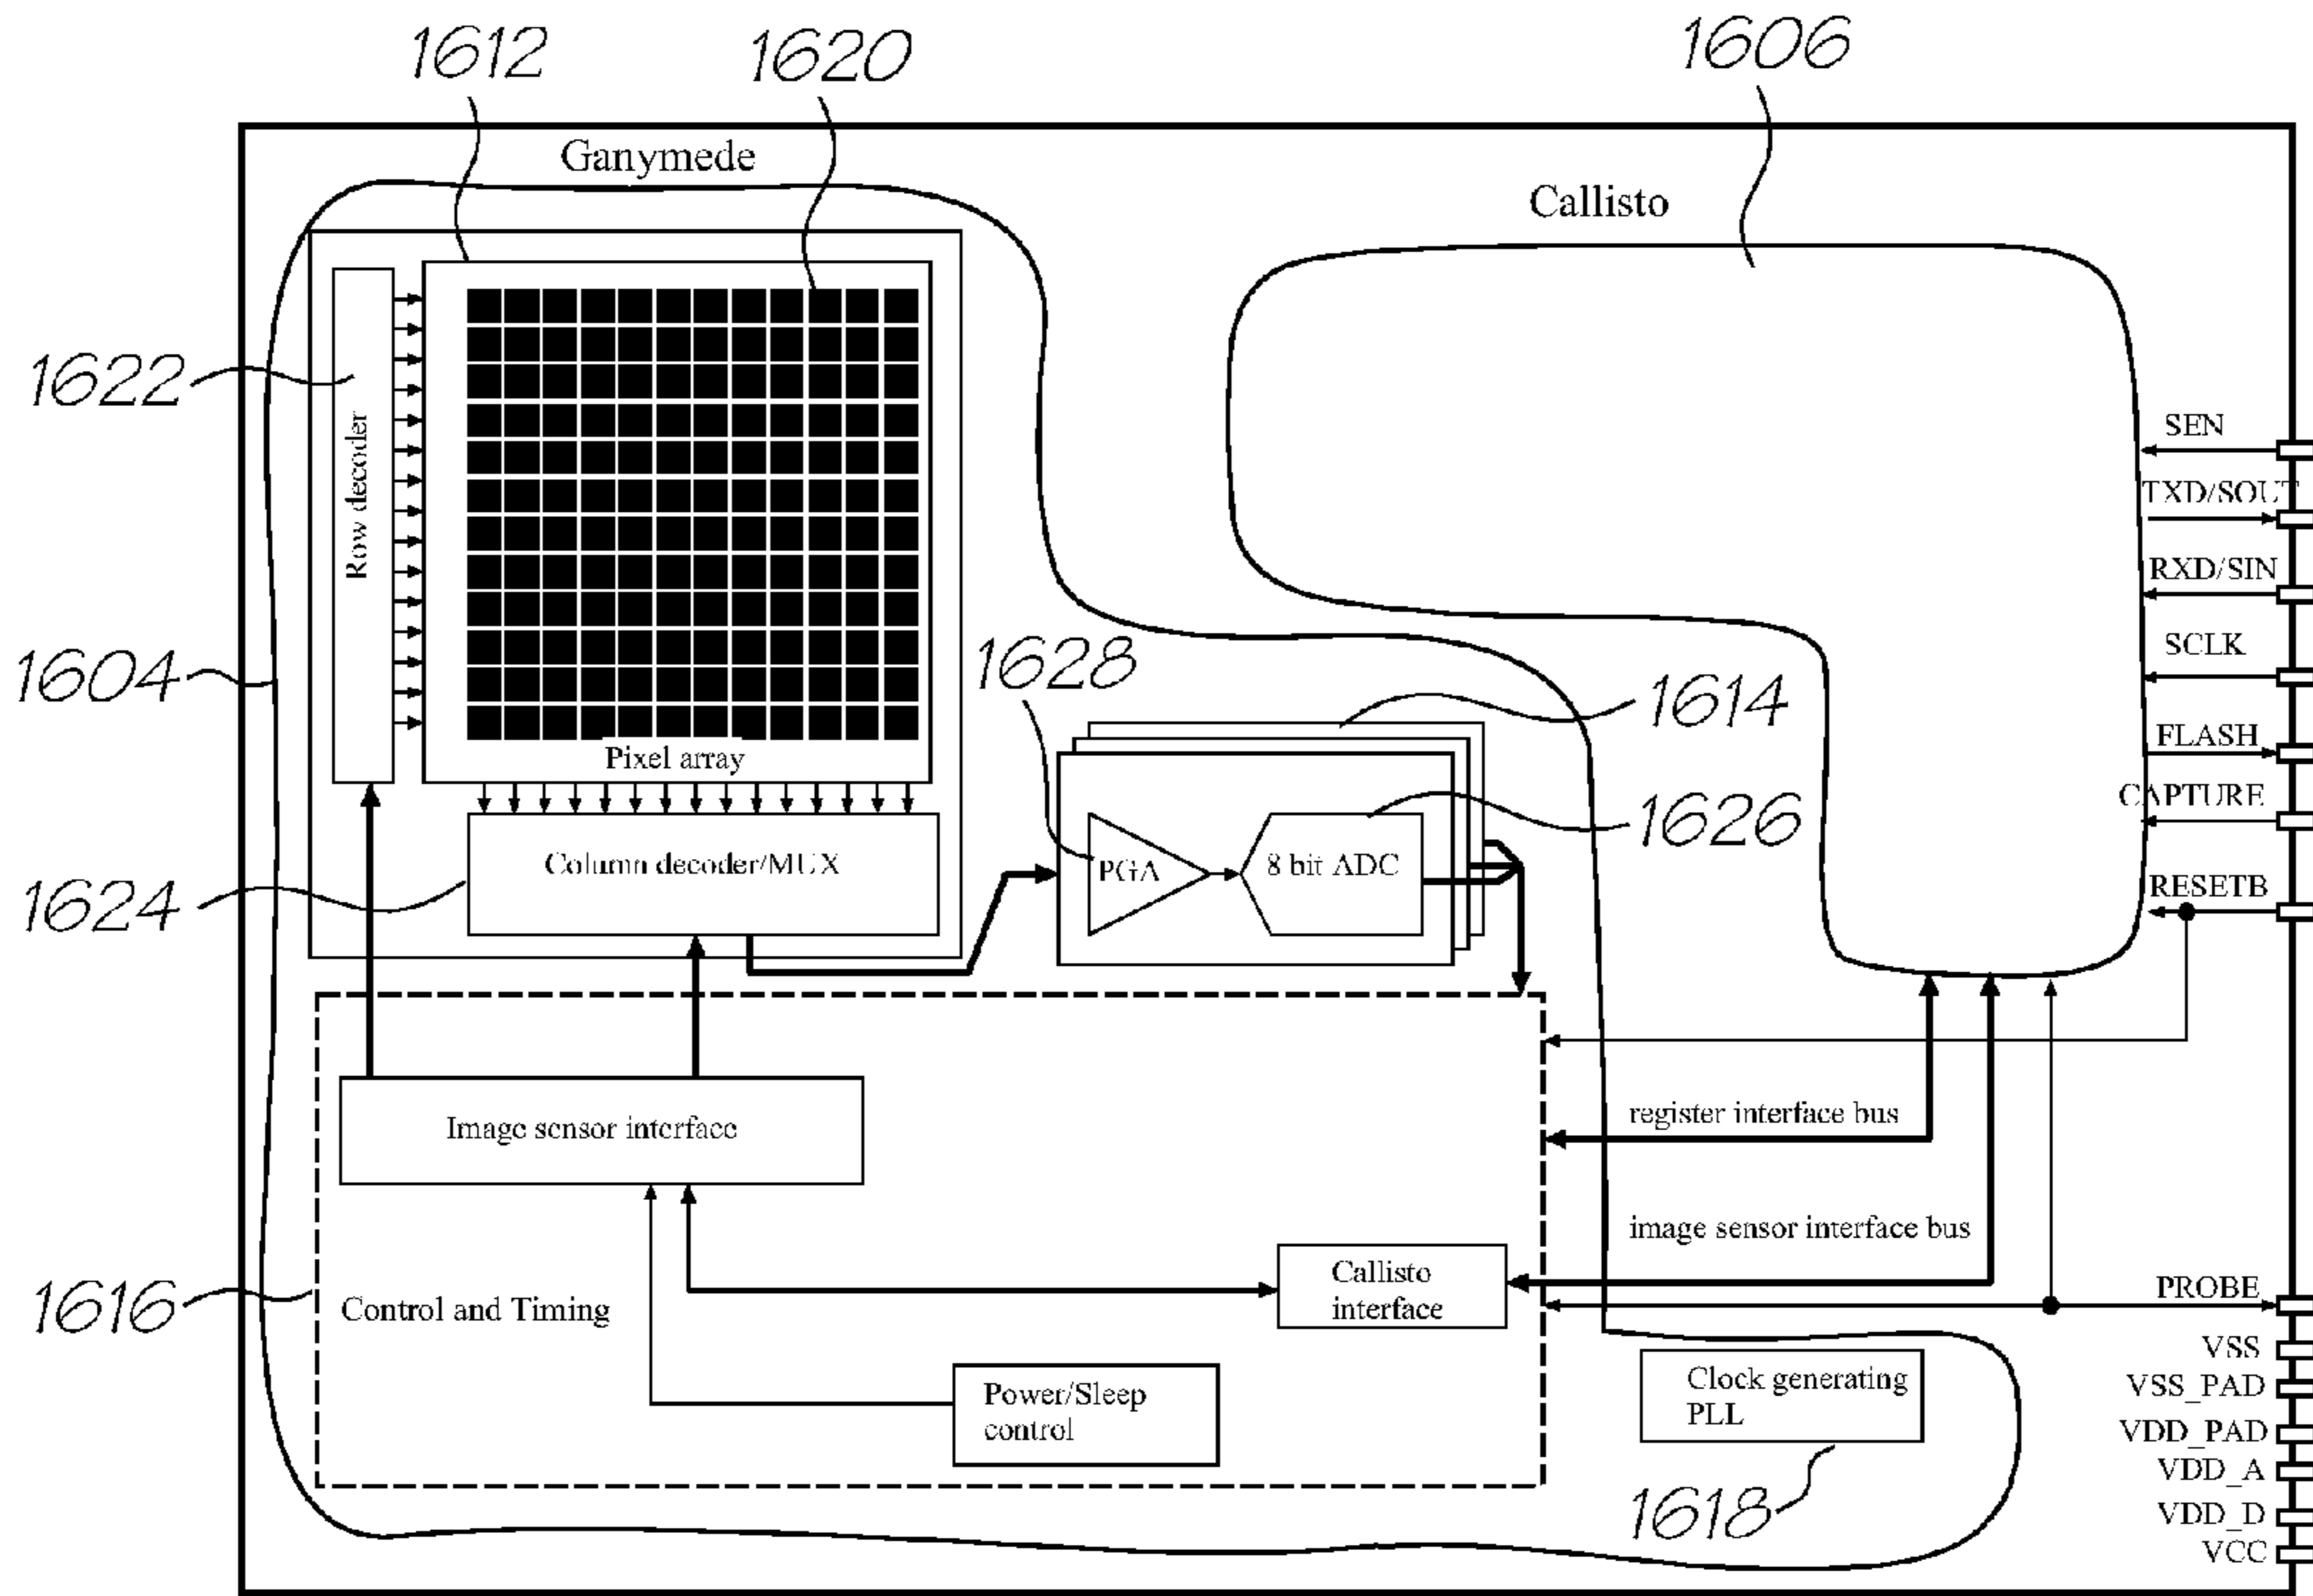 1612
1620
1606
Ganymede
Callisto
1622
Row decoder
SEN
TXD/SOUT
RXD/SIN
1604
1628
SCLK
1614
Pixel array
FLASH
CAPTURE
1626
Column decoder/MUX
PGA
8 bit ADC
1624
RESETB
Image sensor interface
register interface bus
image sensor interface bus
1616
Control and Timing
Callisto
interface
PROBE
VSS
Power/Sleep
control
Clock generating
PLL
VSS_PAD
VDD_PAD
VDD_A
1618
VDD_D
VCC